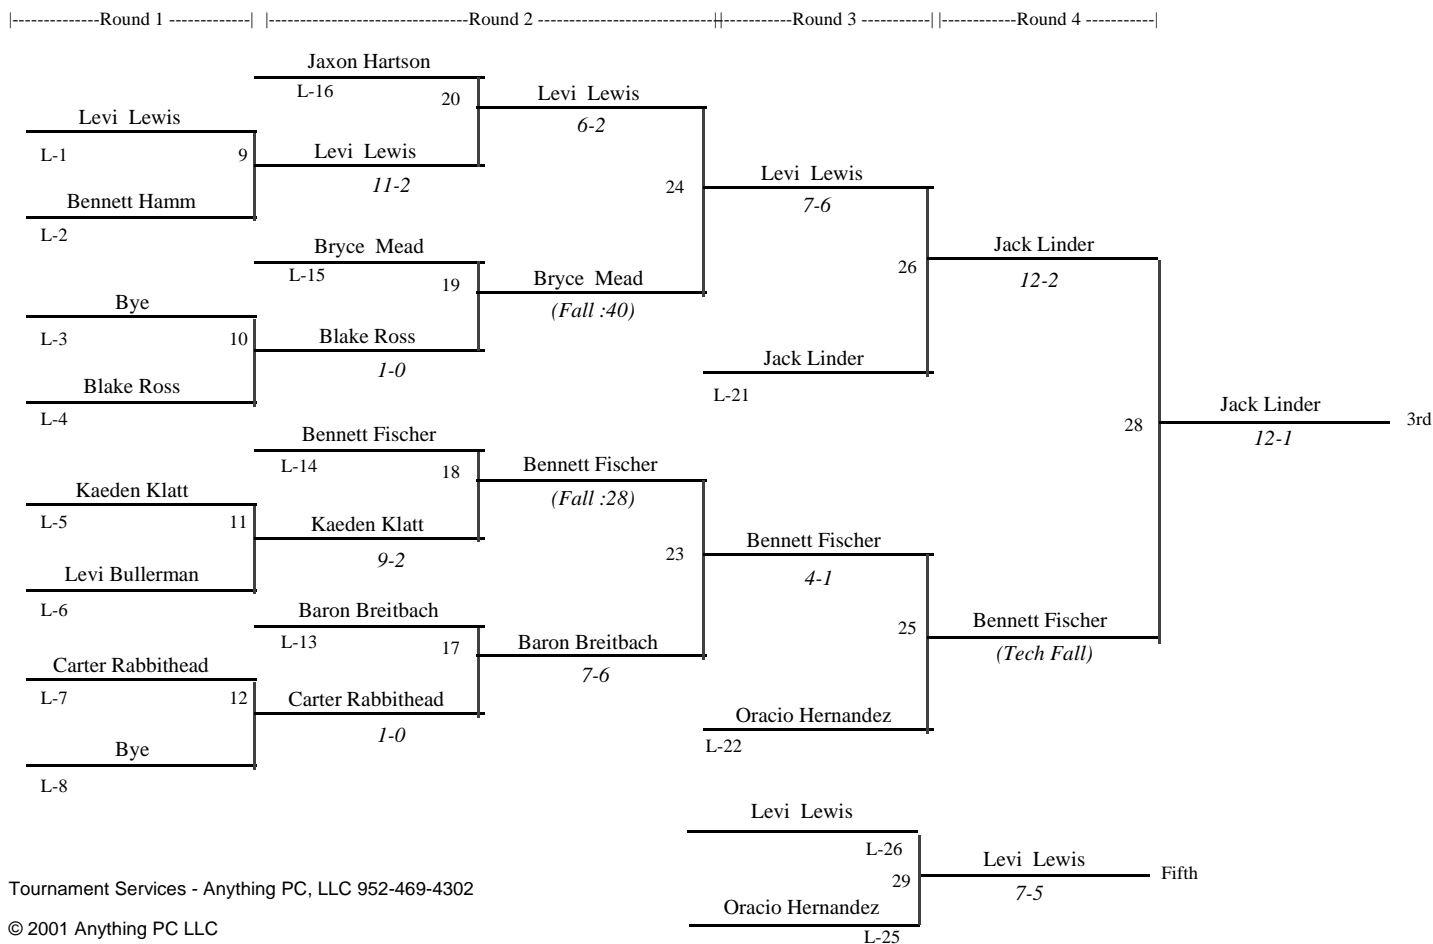 |--------------Round 1 -------------| |-----------------------------Round 2 --------------------------||-----------Round 3 -----------| |------------Round 4 -----------|
Jaxon Hartson
L-16
20
Levi  Lewis
6-2
Levi  Lewis
L-1
9
Levi  Lewis
11-2
Bennett Hamm
L-2
24
Levi  Lewis
7-6
Bryce  Mead
L-15
19
Bryce  Mead
(Fall :40)
Bye
L-3
10
Blake Ross
1-0
Blake Ross
L-4
26
Jack Linder
12-2
Jack Linder
L-21
Bennett Fischer
L-14
18
Bennett Fischer
(Fall :28)
Kaeden Klatt
L-5
11
Kaeden Klatt
9-2
Levi Bullerman
L-6
28
Jack Linder
12-1
3rd
23
Bennett Fischer
4-1
Baron Breitbach
L-13
17
Baron Breitbach
7-6
Carter Rabbithead
L-7
12
Carter Rabbithead
1-0
Bye
L-8
25
Bennett Fischer
(Tech Fall)
Oracio Hernandez
L-22
Levi  Lewis
L-26
29
Levi  Lewis
7-5
Fifth
Oracio Hernandez
L-25
Tournament Services - Anything PC, LLC 952-469-4302
© 2001 Anything PC LLC